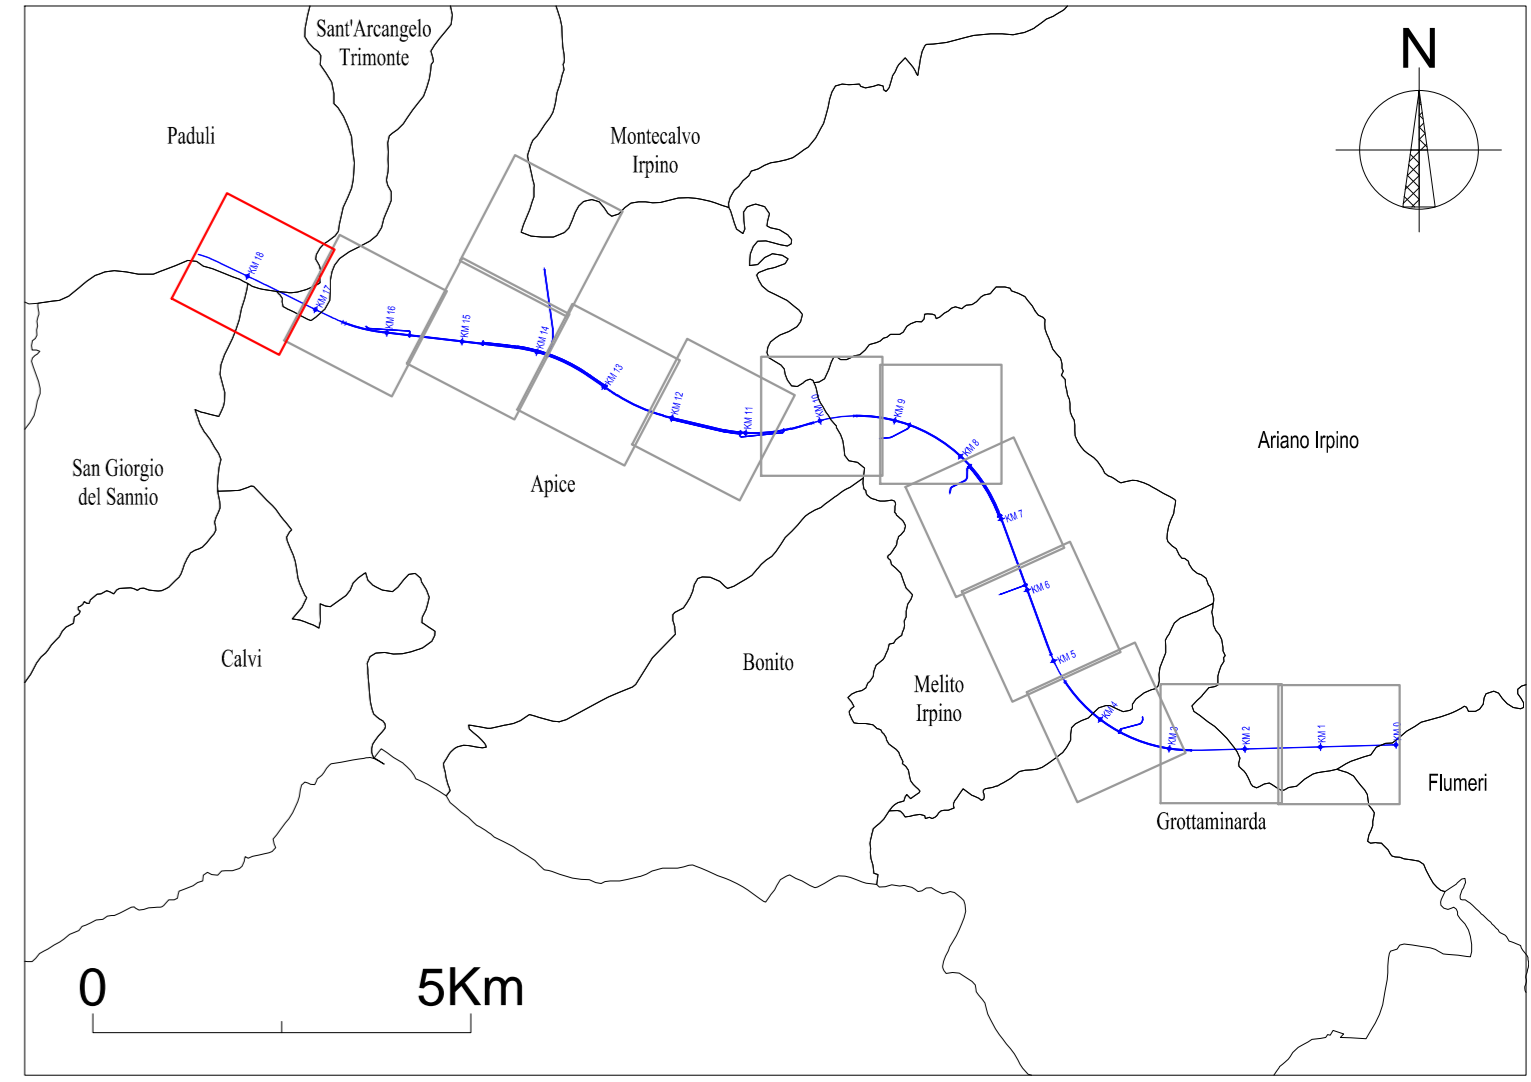 Sant'Arcangelo
Trimonte
N
Paduli
Montecalvo
Irpino
KM 18
KM 17
KM 16
KM 15
KM 14
KM 13
KM 12
KM 11
KM 10
KM 9
KM 8
KM 7
KM 6
KM 5
KM 4
KM 3
KM 2
KM 1
KM 0
Ariano Irpino
San Giorgio
del Sannio
Apice
Calvi
Bonito
Melito
Irpino
Flumeri
Grottaminarda
0
5Km